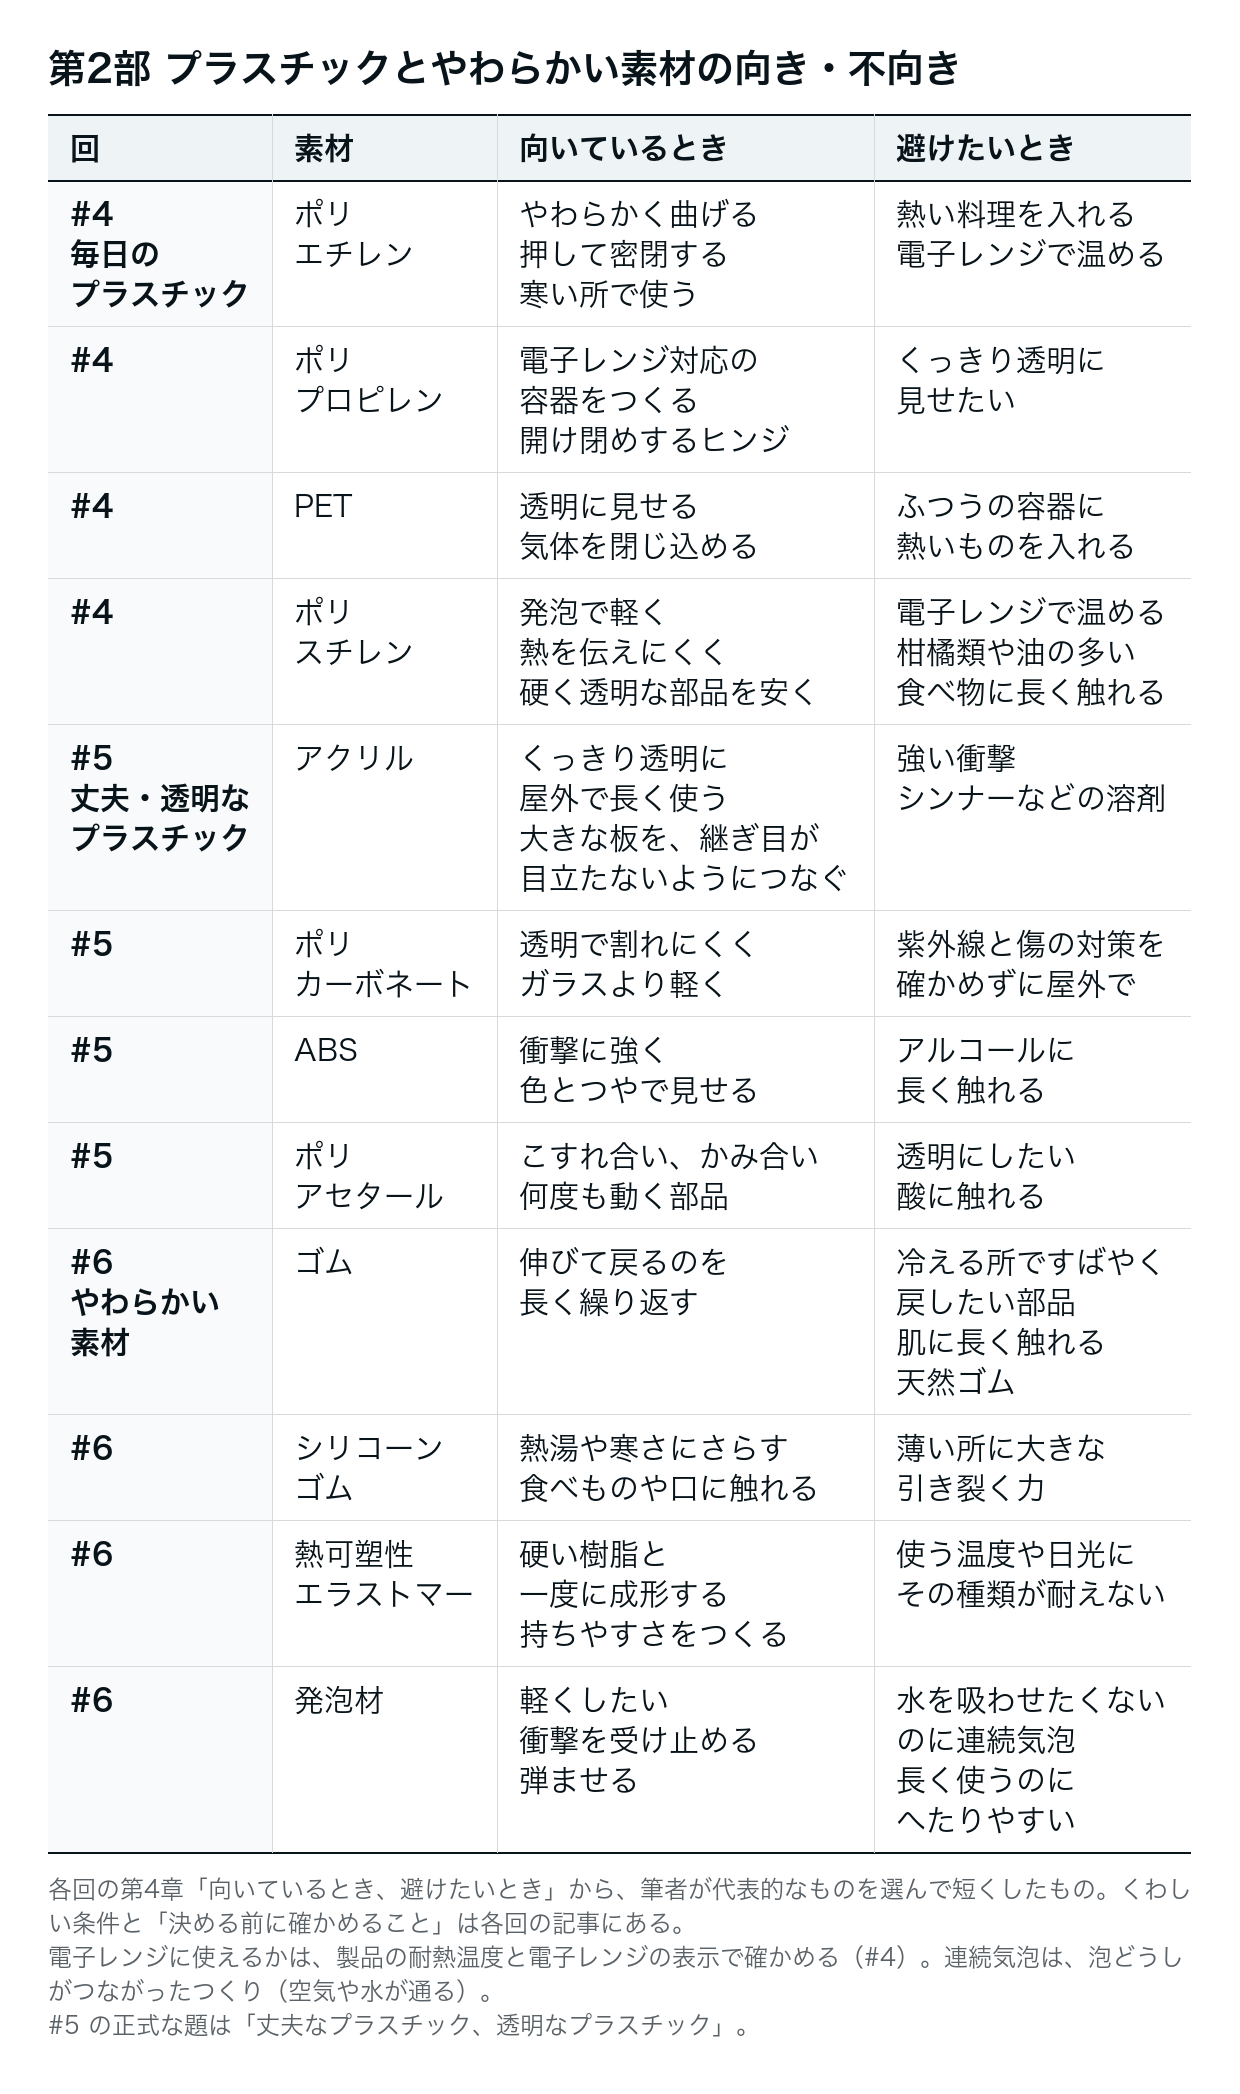 第2部 プラスチックとやわらかい素材の向き・不向き
回 素材 向いているとき 避けたいとき
#4
毎日の
プラスチック
ポリ
エチレン
やわらかく曲げる
押して密閉する
寒い所で使う
熱い料理を入れる
電子レンジで温める
#4
ポリ
プロピレン
電子レンジ対応の
容器をつくる
開け閉めするヒンジ
くっきり透明に
見せたい
#4
PET
透明に見せる
気体を閉じ込める
ふつうの容器に
熱いものを入れる
#4
ポリ
スチレン
発泡で軽く
熱を伝えにくく
硬く透明な部品を安く
電子レンジで温める
柑橘類や油の多い
食べ物に長く触れる
#5
丈夫・透明な
プラスチック
アクリル
くっきり透明に
屋外で長く使う
大きな板を、継ぎ目が
目立たないようにつなぐ
強い衝撃
シンナーなどの溶剤
#5
ポリ
カーボネート
透明で割れにくく
ガラスより軽く
紫外線と傷の対策を
確かめずに屋外で
#5
ABS
衝撃に強く
色とつやで見せる
アルコールに
長く触れる
#5
ポリ
アセタール
こすれ合い、かみ合い
何度も動く部品
透明にしたい
酸に触れる
#6
やわらかい
素材
ゴム
伸びて戻るのを
長く繰り返す
冷える所ですばやく
戻したい部品
肌に長く触れる
天然ゴム
#6
シリコーン
ゴム
熱湯や寒さにさらす
食べものや口に触れる
薄い所に大きな
引き裂く力
#6
熱可塑性
エラストマー
硬い樹脂と
一度に成形する
持ちやすさをつくる
使う温度や日光に
その種類が耐えない
#6
発泡材
軽くしたい
衝撃を受け止める
弾ませる
水を吸わせたくない
のに連続気泡
長く使うのに
へたりやすい
各回の第4章「向いているとき、避けたいとき」から、筆者が代表的なものを選んで短くしたもの。くわし
い条件と「決める前に確かめること」は各回の記事にある。
電子レンジに使えるかは、製品の耐熱温度と電子レンジの表示で確かめる（#4）。連続気泡は、泡どうし
がつながったつくり（空気や水が通る）。
#5 の正式な題は「丈夫なプラスチック、透明なプラスチック」。